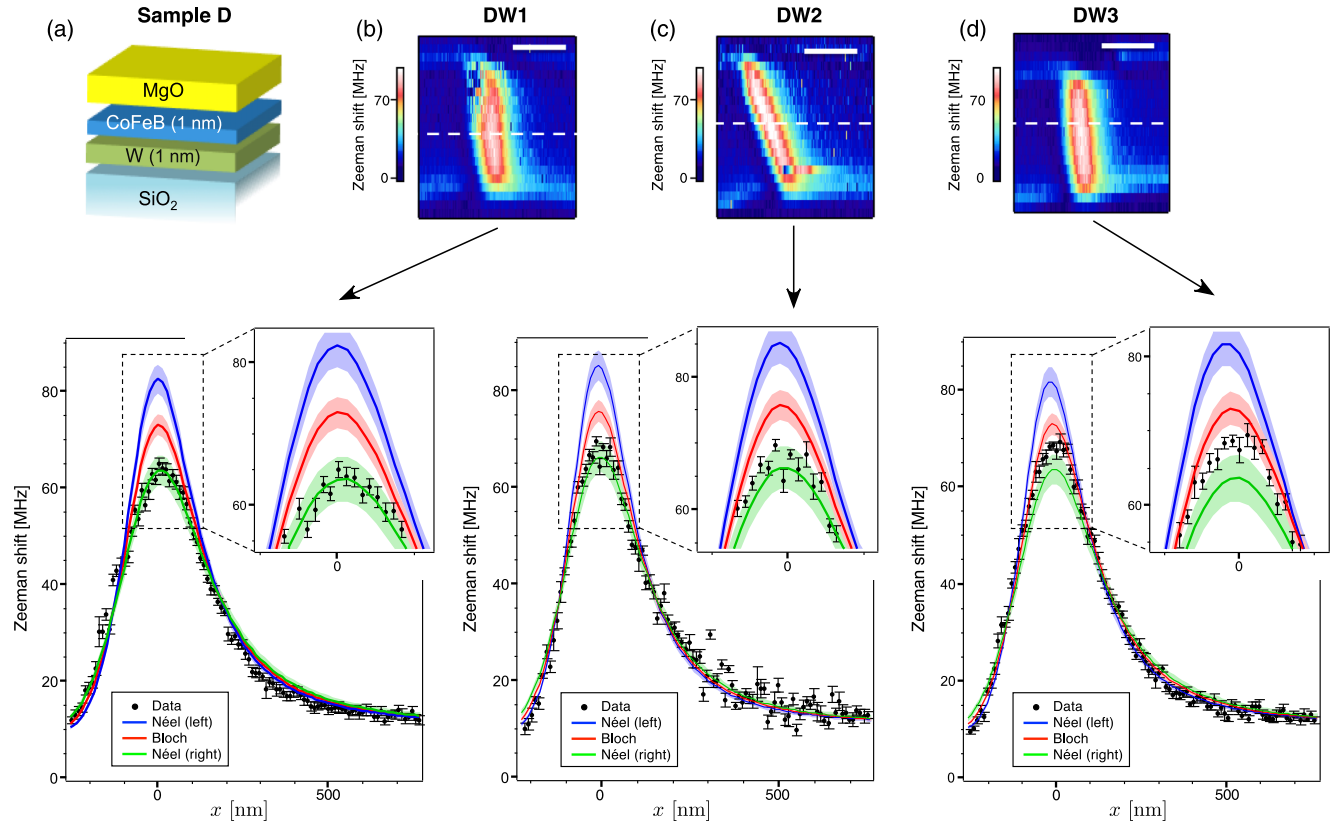 Sample D
DW1
DW2
DW3
(a)
MgO
CoFeB (1 nm)
W (1 nm)
SiO2
(b)
Zeeman shift [MHz]
70
0
(c)
Zeeman shift [MHz]
70
0
(d)
Zeeman shift [MHz]
70
0
Zeeman shift [MHz]
80
60
40
20
0
80
60
0
Data
Néel (left)
Bloch
Néel (right)
0
500
x [nm]
Zeeman shift [MHz]
80
60
40
20
0
80
60
0
Data
Néel (left)
Bloch
Néel (right)
0
500
x [nm]
Zeeman shift [MHz]
80
60
40
20
0
80
60
0
Data
Néel (left)
Bloch
Néel (right)
0
500
x [nm]